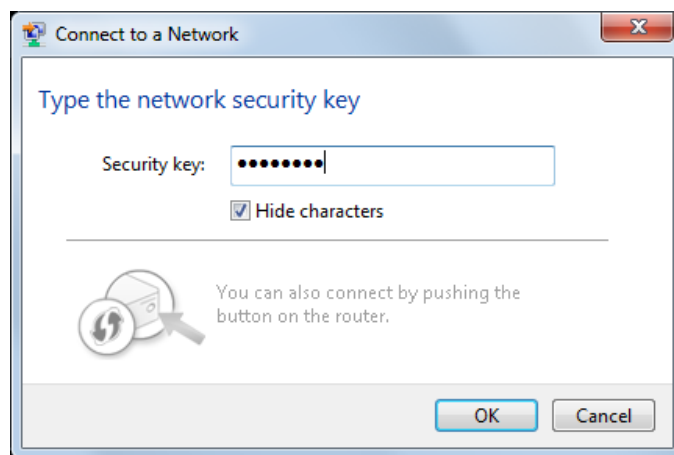 Connect to a Network
Type the network security key
Security key: ••••••••
Hide characters
You can also connect by pushing the
button on the router.
OK Cancel